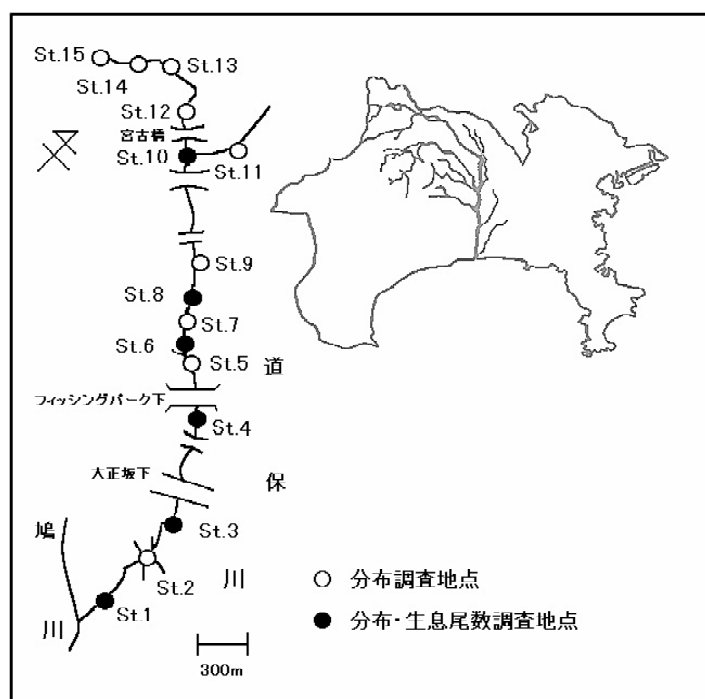 St.15
St.14
St.13
St.12
宮古橋
St.10
St.11
St.9
St.8
St.7
St.6
St.5
フィッシングパーク下
St.4
大正坂下
St.3
St.2
St.1
道保川
鳩川
300m
○ 分布調査地点
● 分布・生息尾数調査地点